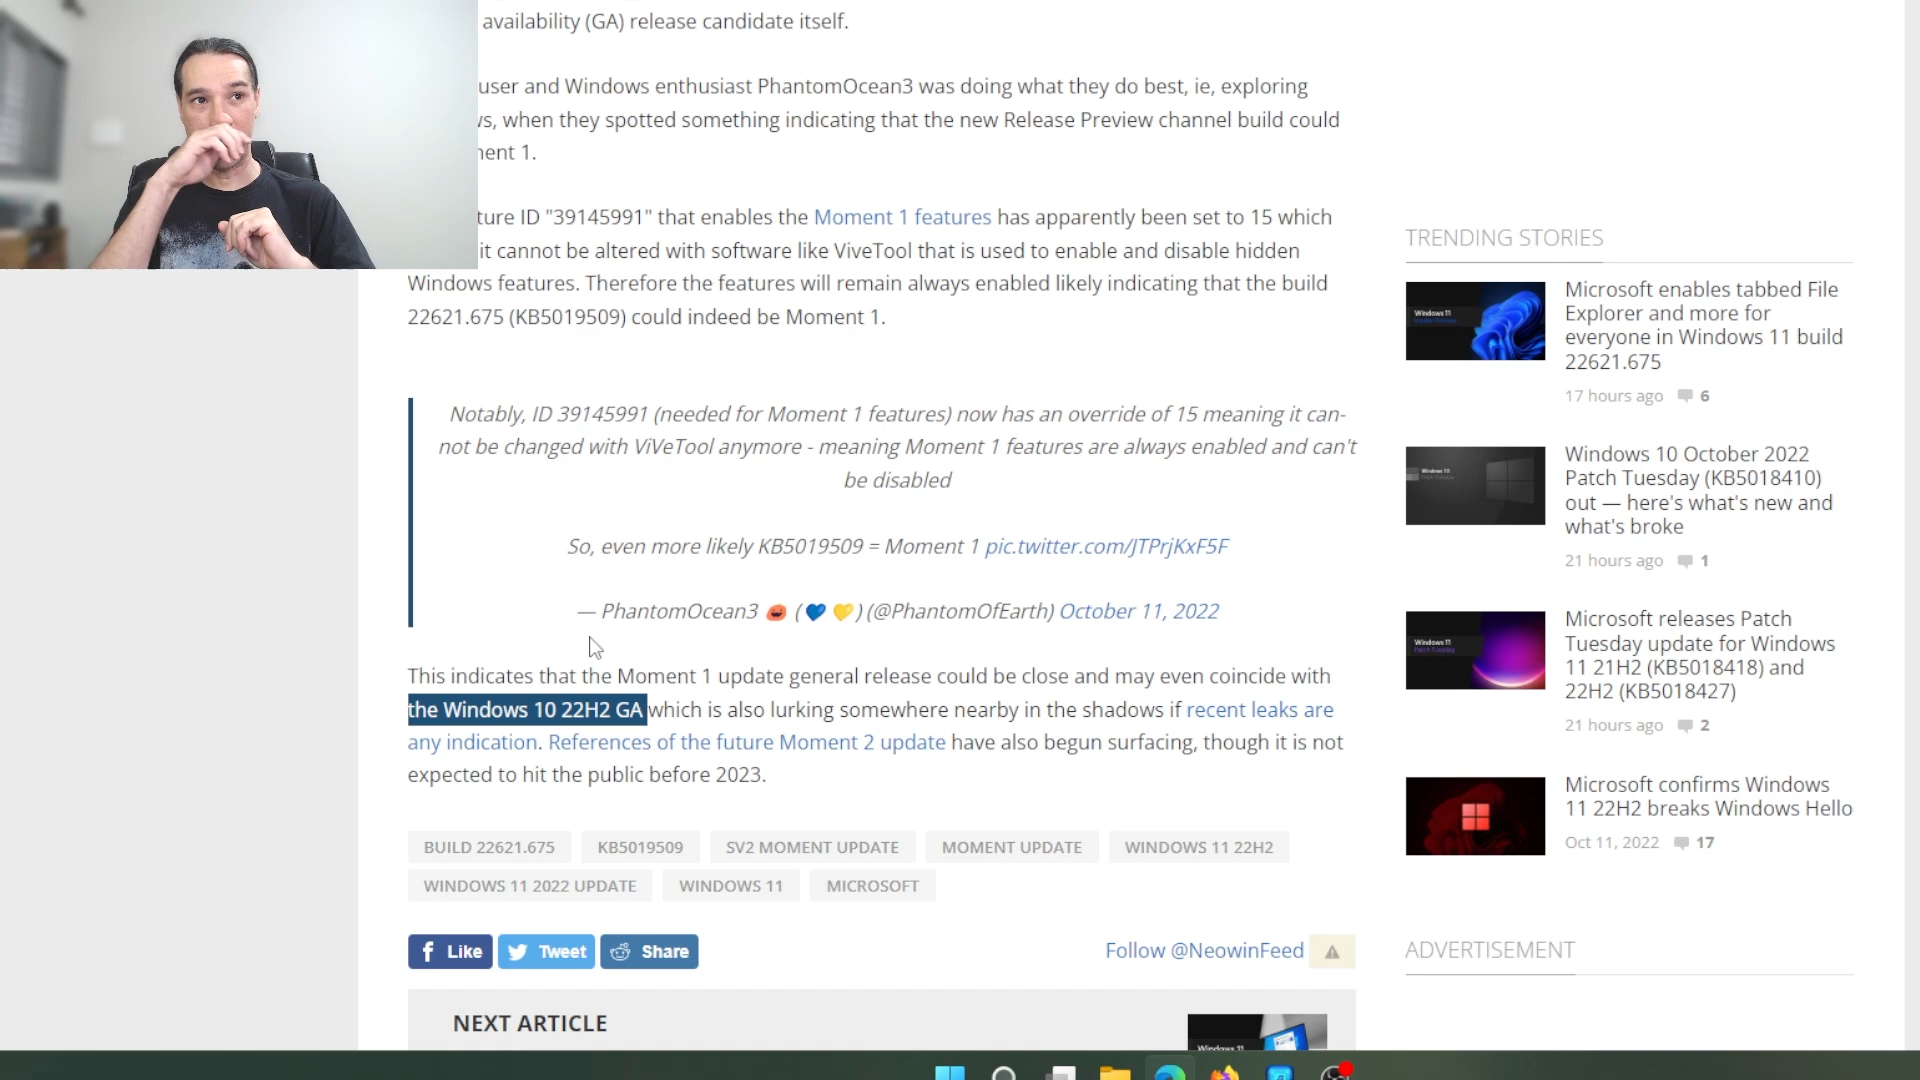 availability (GA) release candidate itself.
user and Windows enthusiast PhantomOcean3 was doing what they do best, ie, exploring
, when they spotted something indicating that the new Release Preview channel build could
ent 1.
ture ID "39145991" that enables the Moment 1 features has apparently been set to 15 which
it cannot be altered with software like ViveTool that is used to enable and disable hidden
Windows features. Therefore the features will remain always enabled likely indicating that the build
22621.675 (KB5019509) could indeed be Moment 1.
Notably, ID 39145991 (needed for Moment 1 features) now has an override of 15 meaning it can-
not be changed with ViVeTool anymore - meaning Moment 1 features are always enabled and can't
be disabled
So, even more likely KB5019509 = Moment 1 pic.twitter.com/JTPrjKxF5F
— PhantomOcean3 🎃 (💙 💛) (@PhantomOfEarth) October 11, 2022
This indicates that the Moment 1 update general release could be close and may even coincide with
the Windows 10 22H2 GA which is also lurking somewhere nearby in the shadows if recent leaks are
any indication. References of the future Moment 2 update have also begun surfacing, though it is not
expected to hit the public before 2023.
BUILD 22621.675 KB5019509 SV2 MOMENT UPDATE MOMENT UPDATE WINDOWS 11 22H2
WINDOWS 11 2022 UPDATE WINDOWS 11 MICROSOFT
Like Tweet Share
Follow @NeowinFeed
NEXT ARTICLE
Windows 11
TRENDING STORIES
Windows 11
Microsoft enables tabbed File
Explorer and more for
everyone in Windows 11 build
22621.675
17 hours ago 6
Windows 10
Windows 10 October 2022
Patch Tuesday (KB5018410)
out — here's what's new and
what's broke
21 hours ago 1
Windows 11
Patch Tuesday
Microsoft releases Patch
Tuesday update for Windows
11 21H2 (KB5018418) and
22H2 (KB5018427)
21 hours ago 2
Microsoft confirms Windows
11 22H2 breaks Windows Hello
Oct 11, 2022 17
ADVERTISEMENT